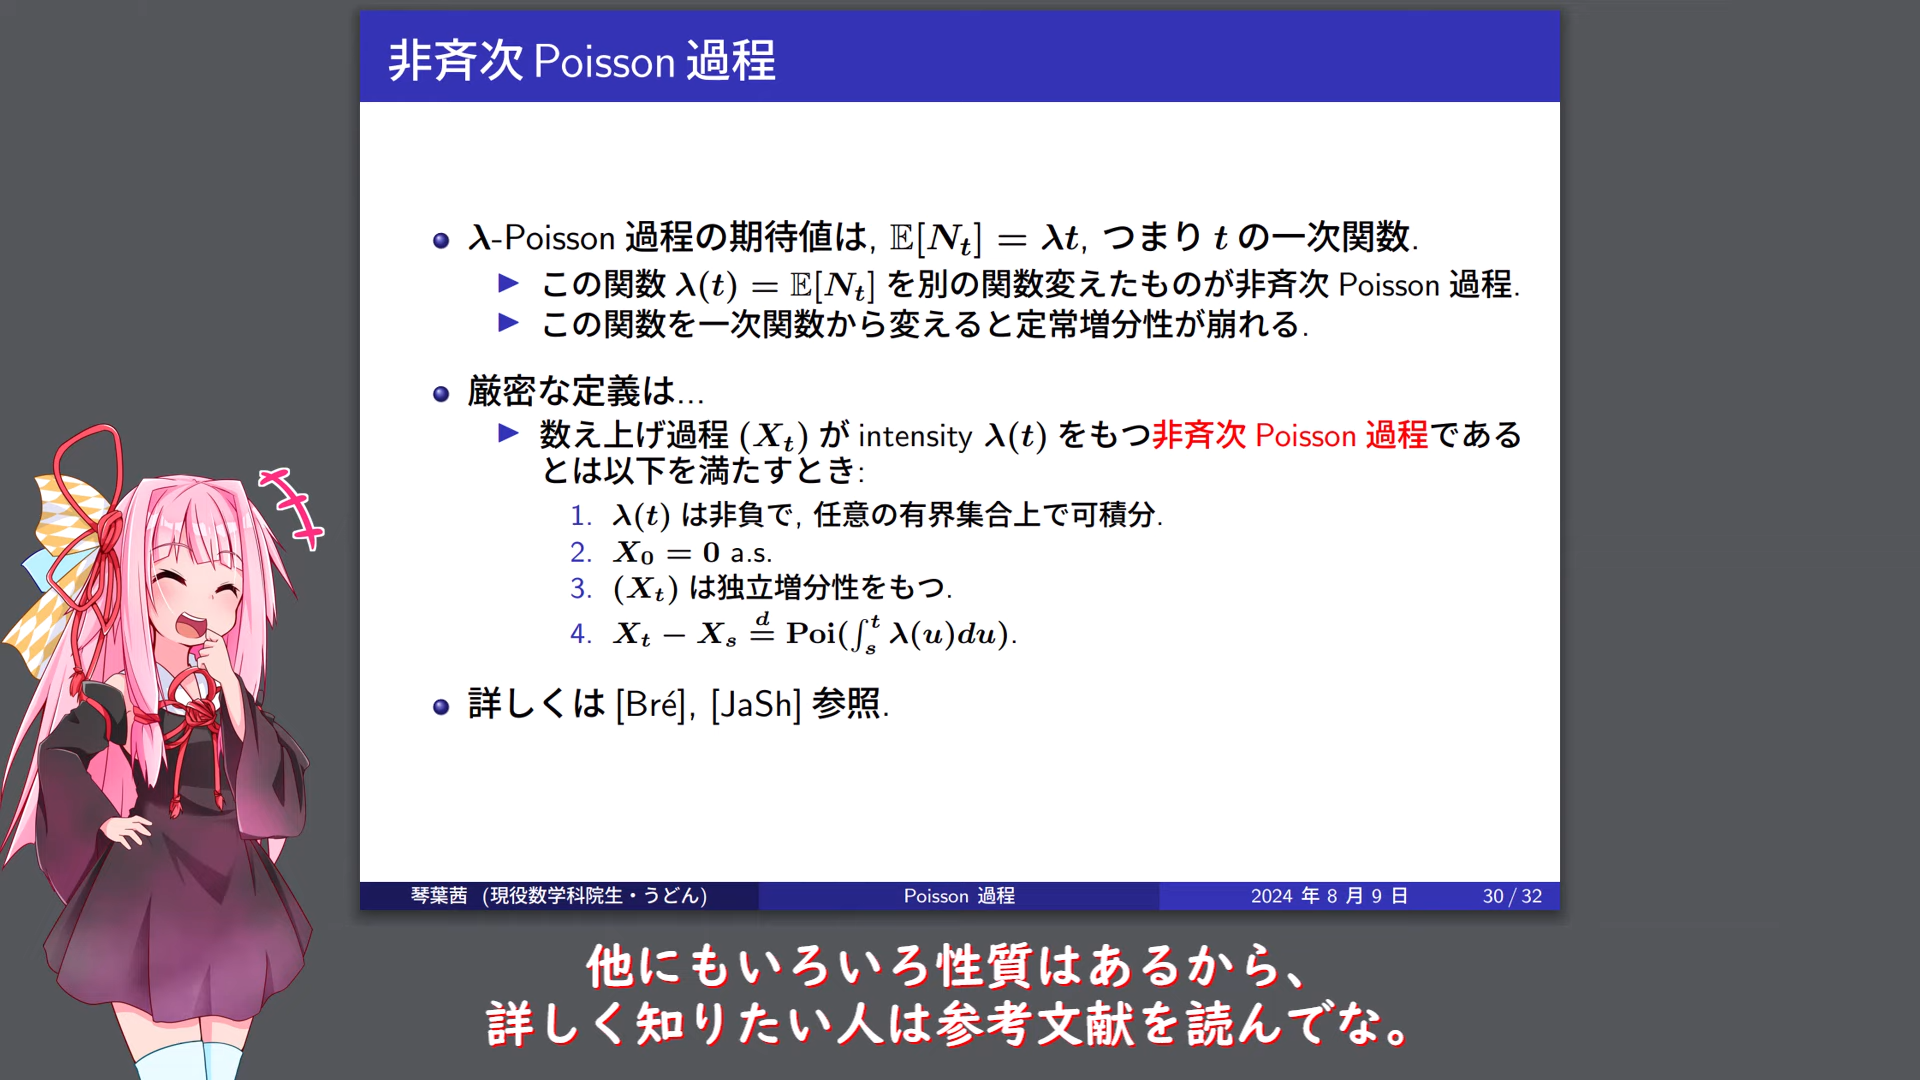 非斉次 Poisson 過程
λ-Poisson 過程の期待値は, 𝔼[N_t] = λt, つまり t の一次関数.
▶ この関数 λ(t) = 𝔼[N_t] を別の関数変えたものが非斉次 Poisson 過程.
▶ この関数を一次関数から変えると定常増分性が崩れる.
厳密な定義は...
▶ 数え上げ過程 (X_t) が intensity λ(t) をもつ非斉次 Poisson 過程である
とは以下を満たすとき:
1. λ(t) は非負で, 任意の有界集合上で可積分.
2. X_0 = 0 a.s.
3. (X_t) は独立増分性をもつ.
4. X_t − X_s \stackrel{d}{=} Poi(∫_s^t λ(u)du).
詳しくは [Bré], [JaSh] 参照.
琴葉茜 (現役数学科院生・うどん) Poisson 過程 2024 年 8 月 9 日 30 / 32
他にもいろいろ性質はあるから、
詳しく知りたい人は参考文献を読んでな。